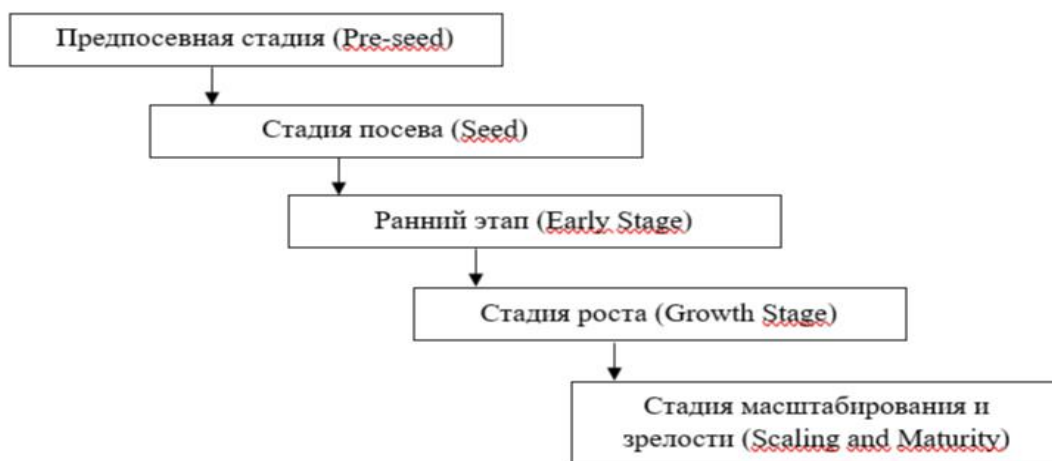 Предпосевная стадия (Pre-seed)
Стадия посева (Seed)
Ранний этап (Early Stage)
Стадия роста (Growth Stage)
Стадия масштабирования и
зрелости (Scaling and Maturity)